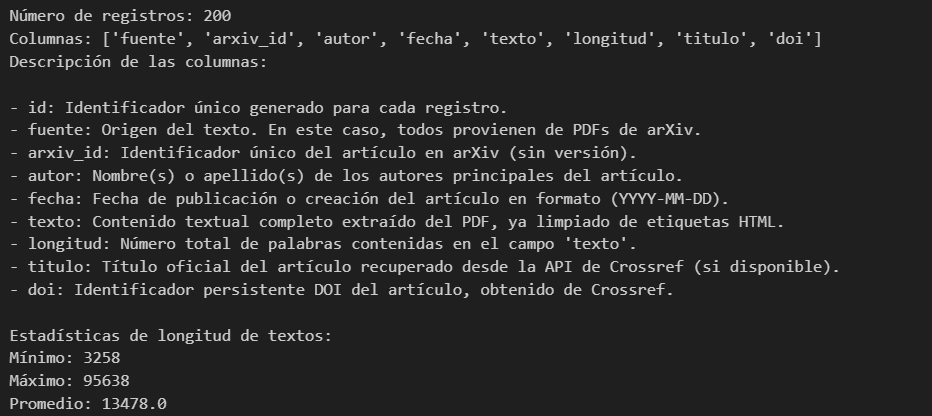 Número de registros: 200
Columnas: ['fuente', 'arxiv_id', 'autor', 'fecha', 'texto', 'longitud', 'titulo', 'doi']
Descripción de las columnas:
- id: Identificador único generado para cada registro.
- fuente: Origen del texto. En este caso, todos provienen de PDFs de arXiv.
- arxiv_id: Identificador único del artículo en arXiv (sin versión).
- autor: Nombre(s) o apellido(s) de los autores principales del artículo.
- fecha: Fecha de publicación o creación del artículo en formato (YYYY-MM-DD).
- texto: Contenido textual completo extraído del PDF, ya limpiado de etiquetas HTML.
- longitud: Número total de palabras contenidas en el campo 'texto'.
- titulo: Título oficial del artículo recuperado desde la API de Crossref (si disponible).
- doi: Identificador persistente DOI del artículo, obtenido de Crossref.
Estadísticas de longitud de textos:
Mínimo: 3258
Máximo: 95638
Promedio: 13478.0